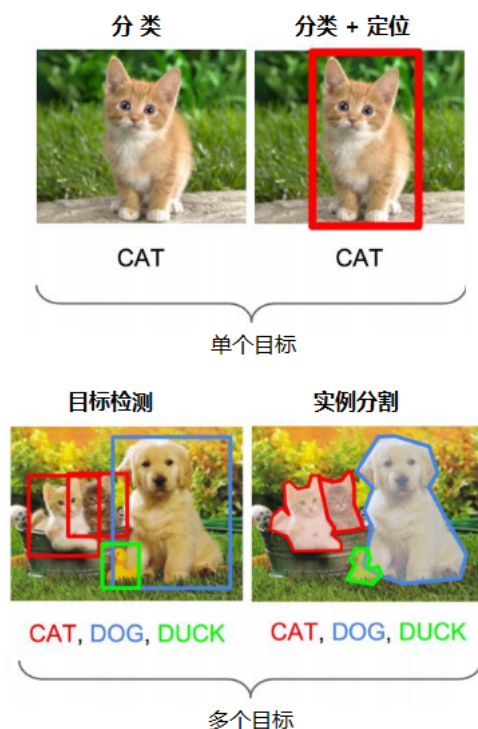 分 类
分类 + 定位
CAT
CAT
单个目标
目标检测
实例分割
CAT, DOG, DUCK
CAT, DOG, DUCK
多个目标